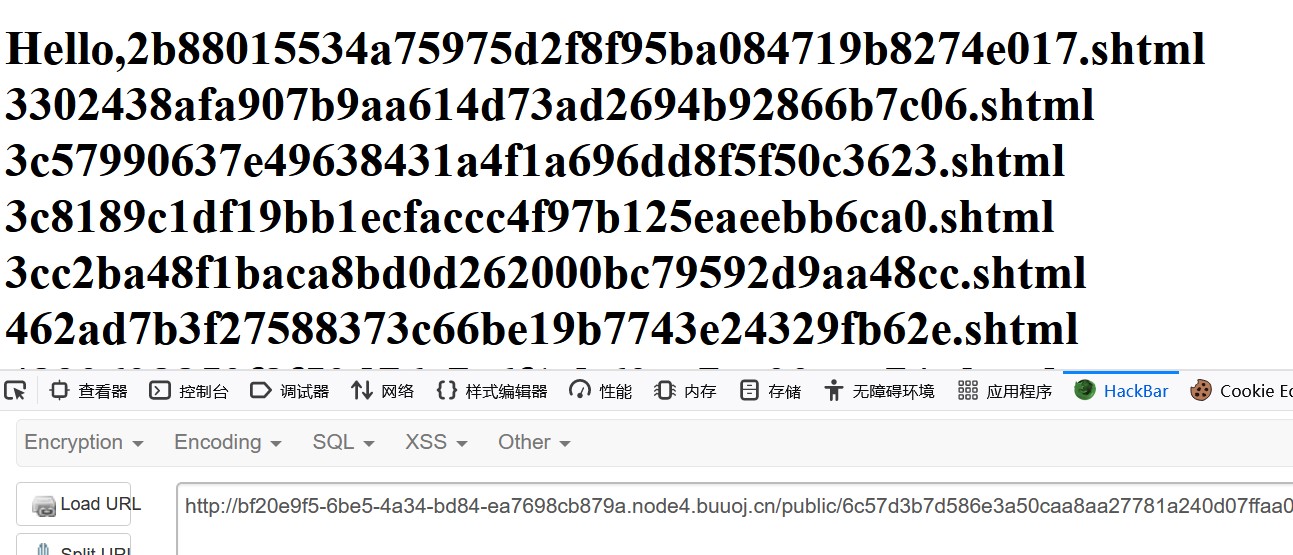 Hello,2b88015534a75975d2f8f95ba084719b8274e017.shtml
3302438afa907b9aa614d73ad2694b92866b7c06.shtml
3c57990637e49638431a4f1a696dd8f5f50c3623.shtml
3c8189c1df19bb1ecfaccc4f97b125eaeebb6ca0.shtml
3cc2ba48f1baca8bd0d262000bc79592d9aa48cc.shtml
462ad7b3f27588373c66be19b7743e24329fb62e.shtml
查看器 控制台 调试器 网络 样式编辑器 性能 内存 存储 无障碍环境 应用程序 HackBar Cookie
Encryption Encoding SQL XSS Other
Load URL http://bf20e9f5-6be5-4a34-bd84-ea7698cb879a.node4.buuoj.cn/public/6c57d3b7d586e3a50caa8aa27781a240d07ffaa0
Split URL